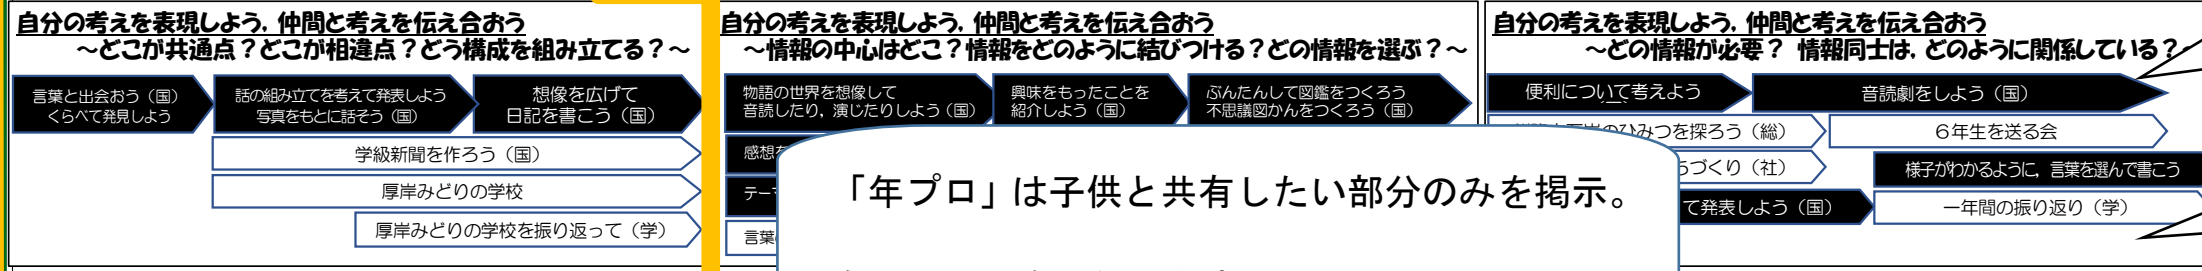 自分の考えを表現しよう，仲間と考えを伝え合おう
～どこが共通点？どこが相違点？どう構成を組み立てる？～
言葉と出会おう（国）
くらべて発見しよう
話の組み立てを考えて発表しよう
写真をもとに話そう（国）
想像を広げて
日記を書こう（国）
学級新聞を作ろう（国）
厚岸みどりの学校
厚岸みどりの学校を振り返って（学）
自分の考えを表現しよう，仲間と考えを伝え合おう
～情報の中心はどこ？情報をどのように結びつける？どの情報を選ぶ？～
物語の世界を想像して
音読したり，演じたりしよう（国）
興味をもったことを
紹介しよう（国）
ぶんたんして図鑑をつくろう
不思議図かんをつくろう（国）
感想を
テーマ
言葉
自分の考えを表現しよう，仲間と考えを伝え合おう
～どの情報が必要？ 情報同士は，どのように関係している？
便利について考えよう
音読劇をしよう（国）
のひみつを探ろう（総）
６年生を送る会
ちづくり（社）
様子がわかるように，言葉を選んで書こう
て発表しよう（国）
一年間の振り返り（学）
「年プロ」は子供と共有したい部分のみを掲示。